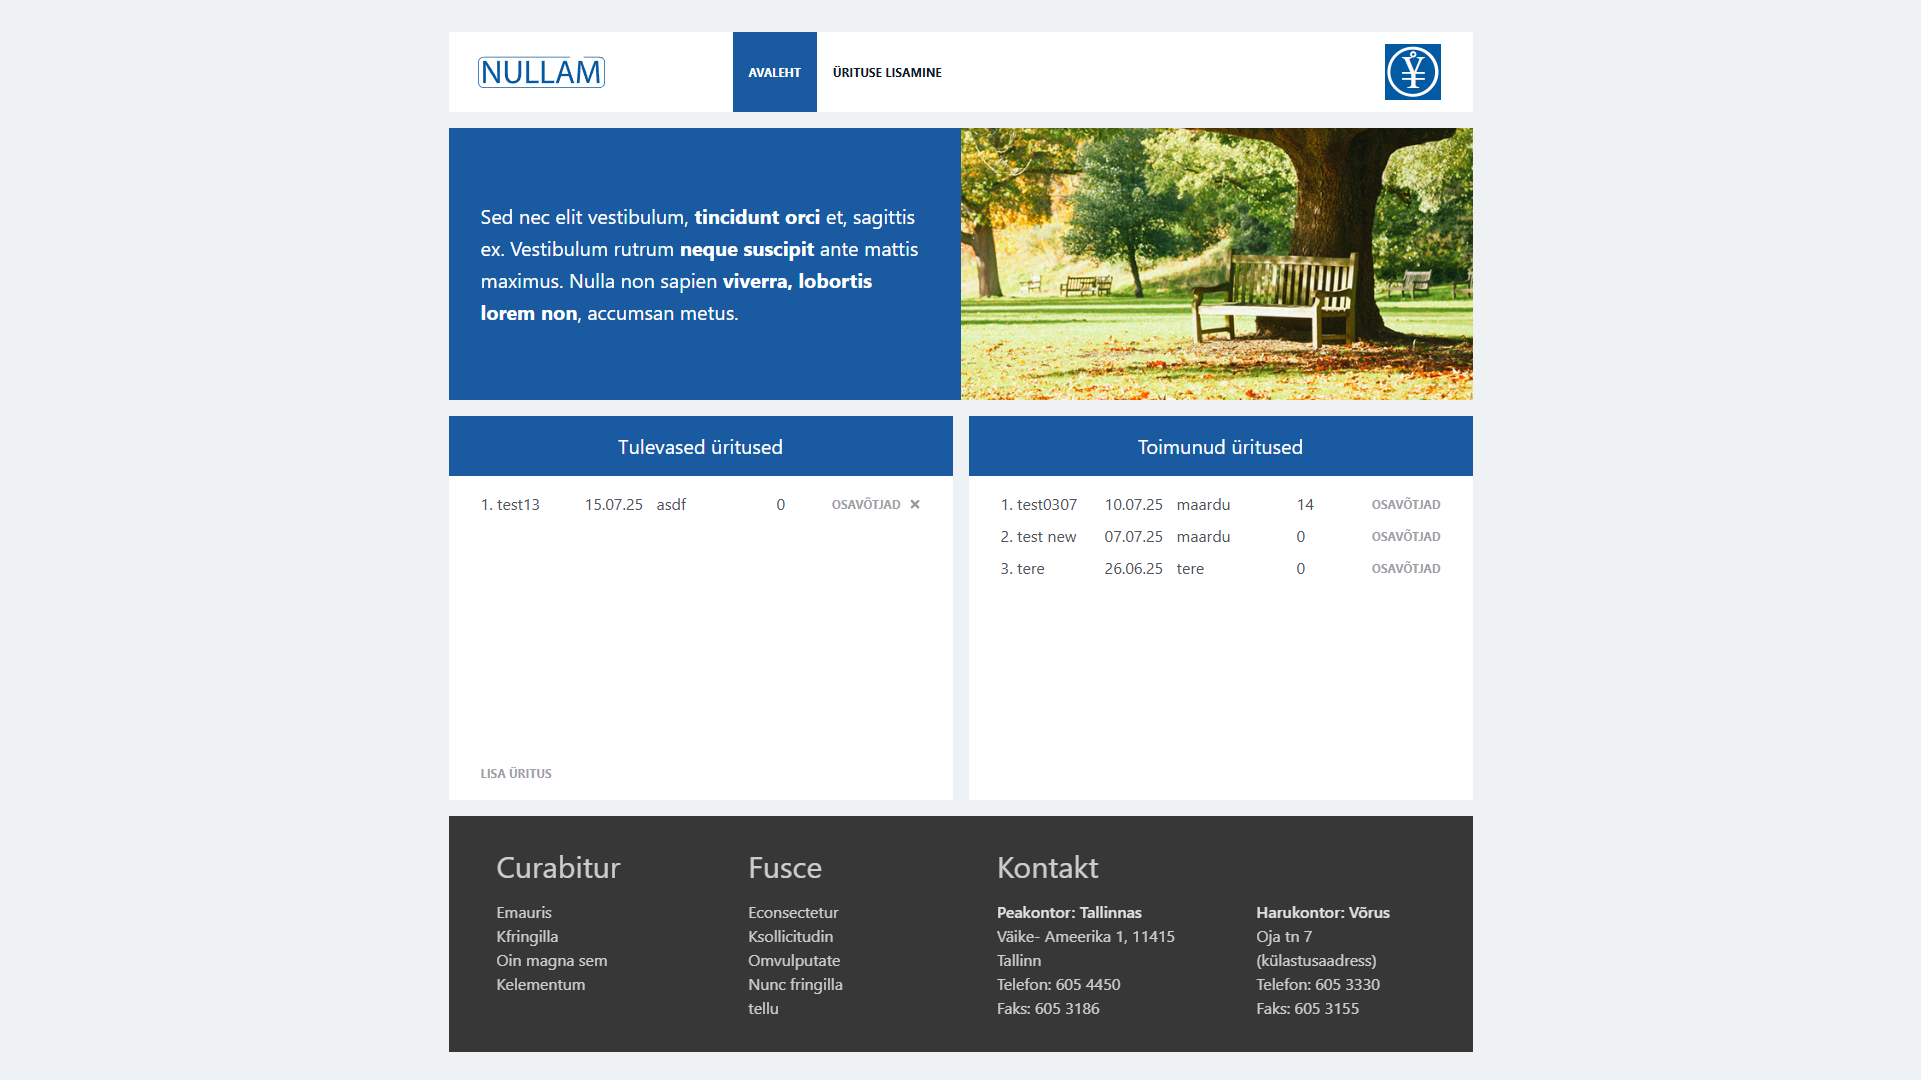 NULLAM
AVALEHT
ÜRITUSE LISAMINE
Sed nec elit vestibulum, tincidunt orci et, sagittis
ex. Vestibulum rutrum neque suscipit ante mattis
maximus. Nulla non sapien viverra, lobortis
lorem non, accumsan metus.
Tulevased üritused
1. test13 15.07.25 asdf 0 OSAVÕTJAD ×
LISA ÜRITUS
Toimunud üritused
1. test0307 10.07.25 maardu 14 OSAVÕTJAD
2. test new 07.07.25 maardu 0 OSAVÕTJAD
3. tere 26.06.25 tere 0 OSAVÕTJAD
Curabitur
Emauris
Kfringilla
Oin magna sem
Kelementum
Fusce
Econsectetur
Ksollicitudin
Omvulputate
Nunc fringilla
tellu
Kontakt
Peakontor: Tallinnas
Väike- Ameerika 1, 11415
Tallinn
Telefon: 605 4450
Faks: 605 3186
Harukontor: Võrus
Oja tn 7
(külastusaadress)
Telefon: 605 3330
Faks: 605 3155